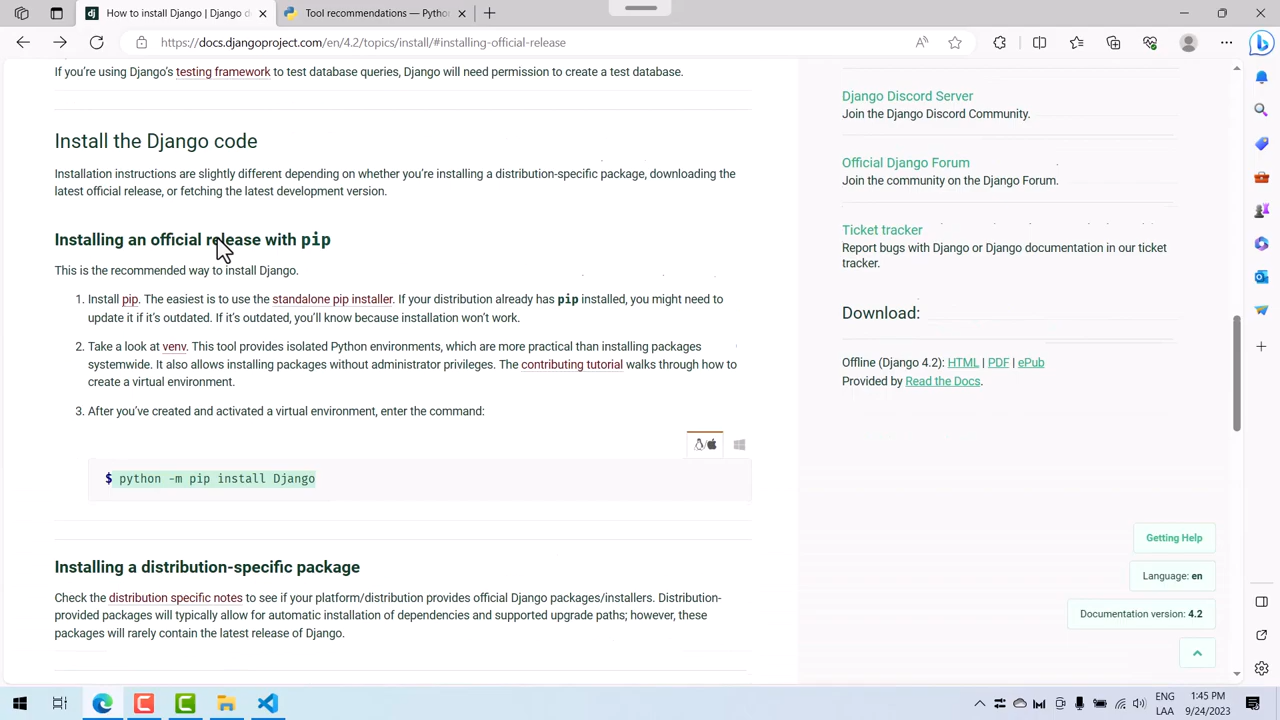 How to install Django | Django d
Tool recommendations — Pytho
https://docs.djangoproject.com/en/4.2/topics/install/#installing-official-release
If you're using Django's testing framework to test database queries, Django will need permission to create a test database.
Install the Django code
Installation instructions are slightly different depending on whether you're installing a distribution-specific package, downloading the
latest official release, or fetching the latest development version.
Installing an official release with pip
This is the recommended way to install Django.
1. Install pip. The easiest is to use the standalone pip installer. If your distribution already has pip installed, you might need to
update it if it's outdated. If it's outdated, you'll know because installation won't work.
2. Take a look at venv. This tool provides isolated Python environments, which are more practical than installing packages
systemwide. It also allows installing packages without administrator privileges. The contributing tutorial walks through how to
create a virtual environment.
3. After you've created and activated a virtual environment, enter the command:
$ python -m pip install Django
Installing a distribution-specific package
Check the distribution specific notes to see if your platform/distribution provides official Django packages/installers. Distribution-
provided packages will typically allow for automatic installation of dependencies and supported upgrade paths; however, these
packages will rarely contain the latest release of Django.
Django Discord Server
Join the Django Discord Community.
Official Django Forum
Join the community on the Django Forum.
Ticket tracker
Report bugs with Django or Django documentation in our ticket
tracker.
Download:
Offline (Django 4.2): HTML | PDF | ePub
Provided by Read the Docs.
Getting Help
Language: en
Documentation version: 4.2
ENG
LAA
1:45 PM
9/24/2023